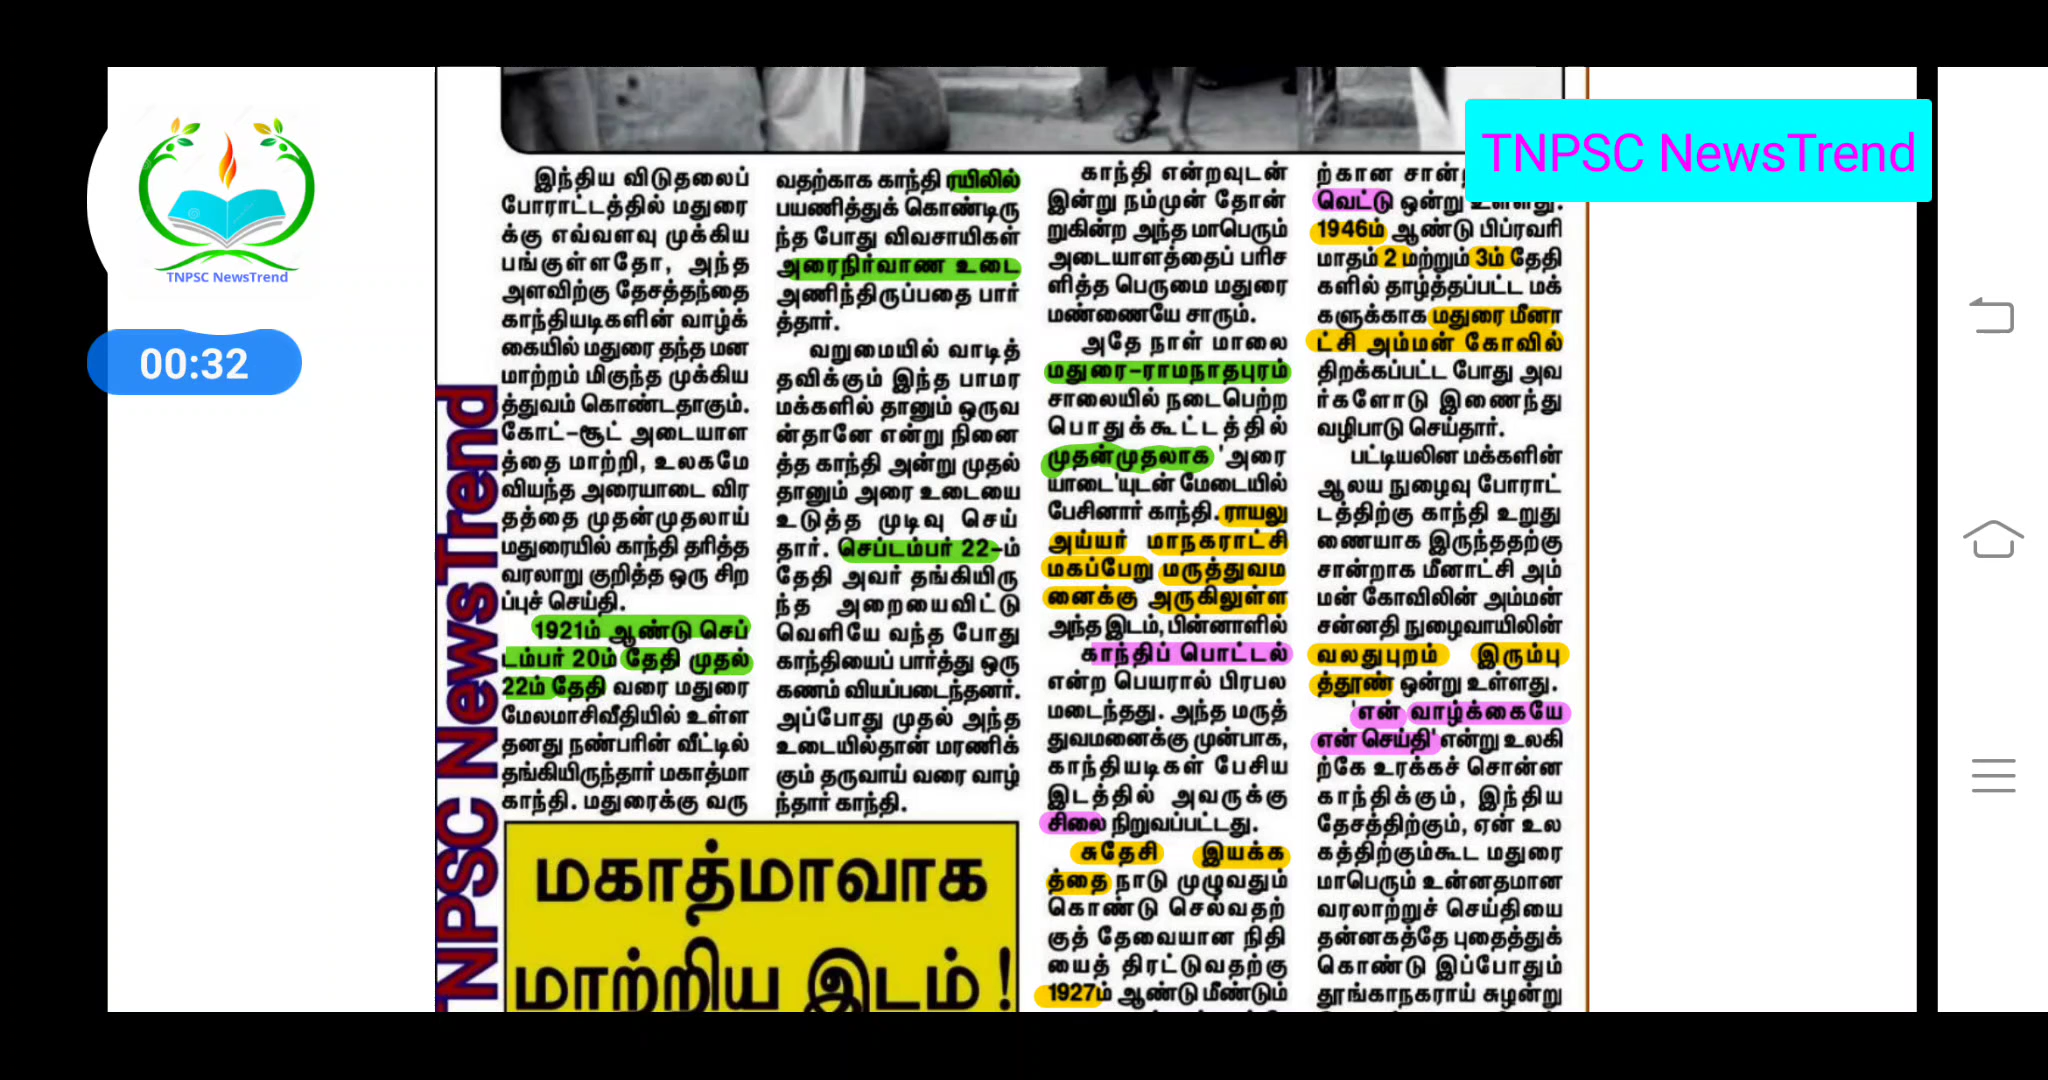 TNPSC NewsTrend
00:32
TNPSC NewsTrend
TNPSC NewsTrend
இந்திய விடுதலைப்
போராட்டத்தில் மதுரை
க்கு எவ்வளவு முக்கிய
பங்குள்ளதோ, அந்த
அளவிற்கு தேசத்தந்தை
காந்தியடிகளின் வாழ்க்
கையில் மதுரை தந்த மன
மாற்றம் மிகுந்த முக்கிய
த்துவம் கொண்டதாகும்.
கோட்-சூட் அடையாள
த்தை மாற்றி, உலகமே
வியந்த அரையாடை விர
தத்தை முதன்முதலாய்
மதுரையில் காந்தி தரித்த
வரலாறு குறித்த ஒரு சிற
ப்புச் செய்தி.
1921ம் ஆண்டு செப்
டம்பர் 20ம் தேதி முதல்
22ம் தேதி வரை மதுரை
மேலமாசிவீதியில் உள்ள
தனது நண்பரின் வீட்டில்
தங்கியிருந்தார் மகாத்மா
காந்தி. மதுரைக்கு வரு
வதற்காக காந்தி ரயிலில்
பயணித்துக் கொண்டிரு
ந்த போது விவசாயிகள்
அரைநிர்வாண உடை
அணிந்திருப்பதை பார்
த்தார்.
வறுமையில் வாடித்
தவிக்கும் இந்த பாமர
மக்களில் தானும் ஒருவ
ன்தானே என்று நினை
த்த காந்தி அன்று முதல்
தானும் அரை உடையை
உடுத்த முடிவு செய்
தார். செப்டம்பர் 22-ம்
தேதி அவர் தங்கியிரு
ந்த அறையைவிட்டு
வெளியே வந்த போது
காந்தியைப் பார்த்து ஒரு
கணம் வியப்படைந்தனர்.
அப்போது முதல் அந்த
உடையில்தான் மரணிக்
கும் தருவாய் வரை வாழ்
ந்தார் காந்தி.
மகாத்மாவாக
மாற்றிய இடம்!
காந்தி என்றவுடன்
இன்று நம்முன் தோன்
றுகின்ற அந்த மாபெரும்
அடையாளத்தைப் பரிச
ளித்த பெருமை மதுரை
மண்ணையே சாரும்.
அதே நாள் மாலை
மதுரை-ராமநாதபுரம்
சாலையில் நடைபெற்ற
பொதுக்கூட்டத்தில்
முதன்முதலாக 'அரை
யாடை'யுடன் மேடையில்
பேசினார் காந்தி. ராயலு
அய்யர் மாநகராட்சி
மகப்பேறு மருத்துவம
னைக்கு அருகிலுள்ள
அந்த இடம், பின்னாளில்
காந்திப் பொட்டல்
என்ற பெயரால் பிரபல
மடைந்தது. அந்த மருத்
துவமனைக்கு முன்பாக,
காந்தியடிகள் பேசிய
இடத்தில் அவருக்கு
சிலை நிறுவப்பட்டது.
சுதேசி இயக்க
த்தை நாடு முழுவதும்
கொண்டு செல்வதற்
குத் தேவையான நிதி
யைத் திரட்டுவதற்கு
1927ம் ஆண்டு மீண்டும்
ற்கான
வெட்டு ஒன்று உள்ளது.
1946ம் ஆண்டு பிப்ரவரி
மாதம் 2 மற்றும் 3ம் தேதி
களில் தாழ்த்தப்பட்ட மக்
களுக்காக மதுரை மீனா
ட்சி அம்மன் கோவில்
திறக்கப்பட்ட போது அவ
ர்களோடு இணைந்து
வழிபாடு செய்தார்.
பட்டியலின மக்களின்
ஆலய நுழைவு போராட்
டத்திற்கு காந்தி உறுது
ணையாக இருந்ததற்கு
சான்றாக மீனாட்சி அம்
மன் கோவிலின் அம்மன்
சன்னதி நுழைவாயிலின்
வலதுபுறம் இரும்பு
த்தூண் ஒன்று உள்ளது.
'என் வாழ்க்கையே
என் செய்தி' என்று உலகி
ற்கே உரக்கச் சொன்ன
காந்திக்கும், இந்திய
தேசத்திற்கும், ஏன் உல
கத்திற்கும்கூட மதுரை
மாபெரும் உன்னதமான
வரலாற்றுச் செய்தியை
தன்னகத்தே புதைத்துக்
கொண்டு இப்போதும்
தூங்காநகராய் சுழன்று